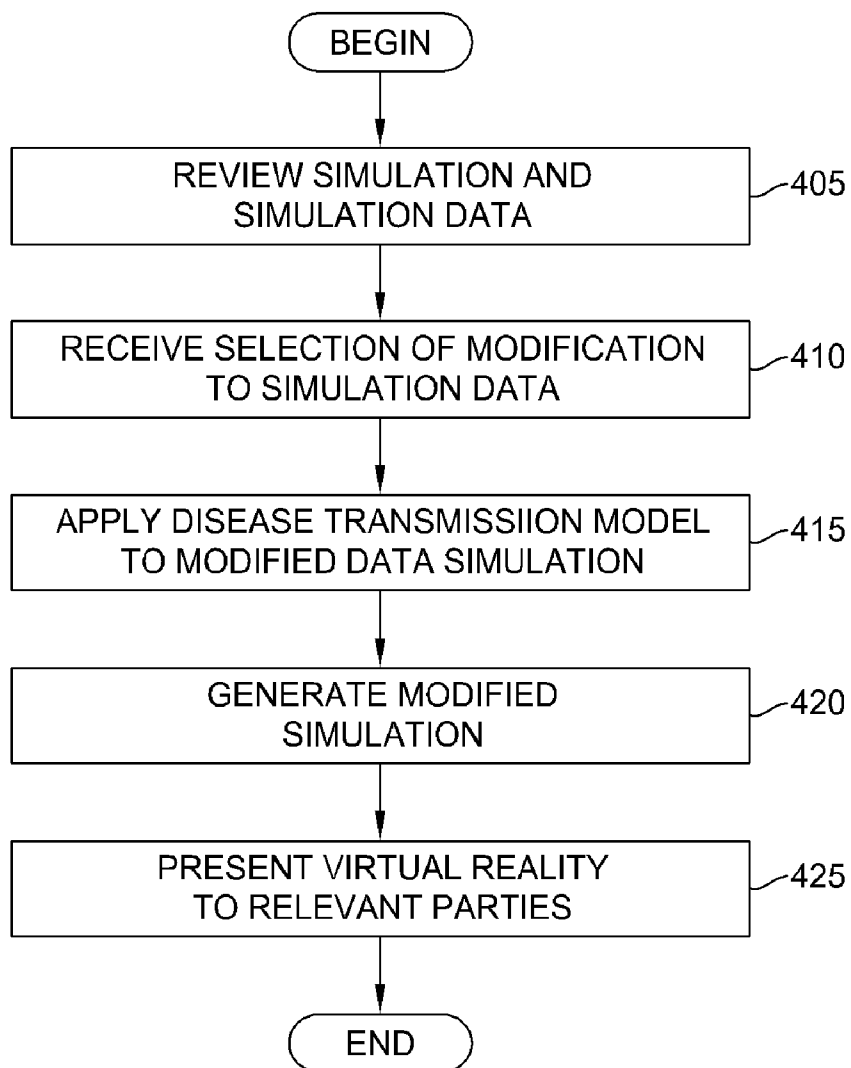 BEGIN
REVIEW SIMULATION AND
SIMULATION DATA
405
RECEIVE SELECTION OF MODIFICATION
TO SIMULATION DATA
410
APPLY DISEASE TRANSMISSIION MODEL
TO MODIFIED DATA SIMULATION
415
GENERATE MODIFIED
SIMULATION
420
PRESENT VIRTUAL REALITY
TO RELEVANT PARTIES
425
END